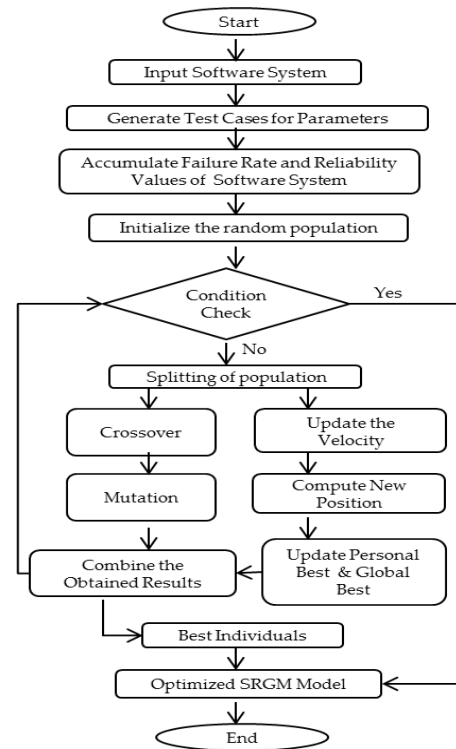 Start
Input Software System
Generate Test Cases for Parameters
Accumulate Failure Rate and Reliability
Values of Software System
Initialize the random population
Condition
Check
Yes
No
Splitting of population
Crossover
Mutation
Update the
Velocity
Compute New
Position
Update Personal
Best & Global
Best
Combine the
Obtained Results
Best Individuals
Optimized SRGM Model
End